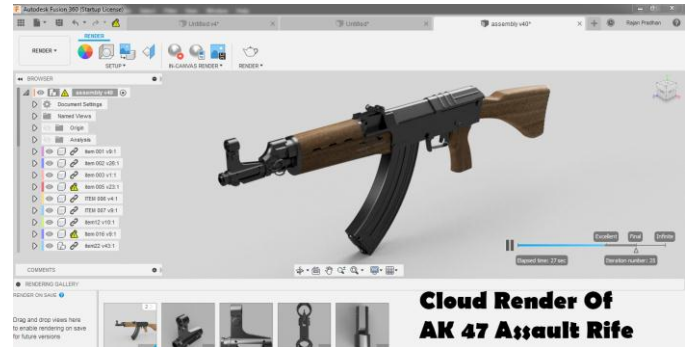 Autodesk Fusion 360 (Startup License)
Untitled v4*
Untitled*
assembly v40*
Rajan Pradhan
RENDER
RENDER
SETUP
IN-CANVAS RENDER
RENDER
BROWSER
assembly v40
Document Settings
Named Views
Origin
Analysis
item 001 v9:1
item 002 v28:1
item 003 v1:1
item 005 v23:1
ITEM 006 v4:1
ITEM 007 v8:1
item12 v10:1
item 016 v8:1
item22 v43:1
Excellent
Final
Infinite
Elapsed time: 27 sec
Iteration number: 28
COMMENTS
RENDERING GALLERY
RENDER ON SAVE
Drag and drop views here
to enable rendering on save
for future versions
Cloud Render Of
AK 47 Assault Rife